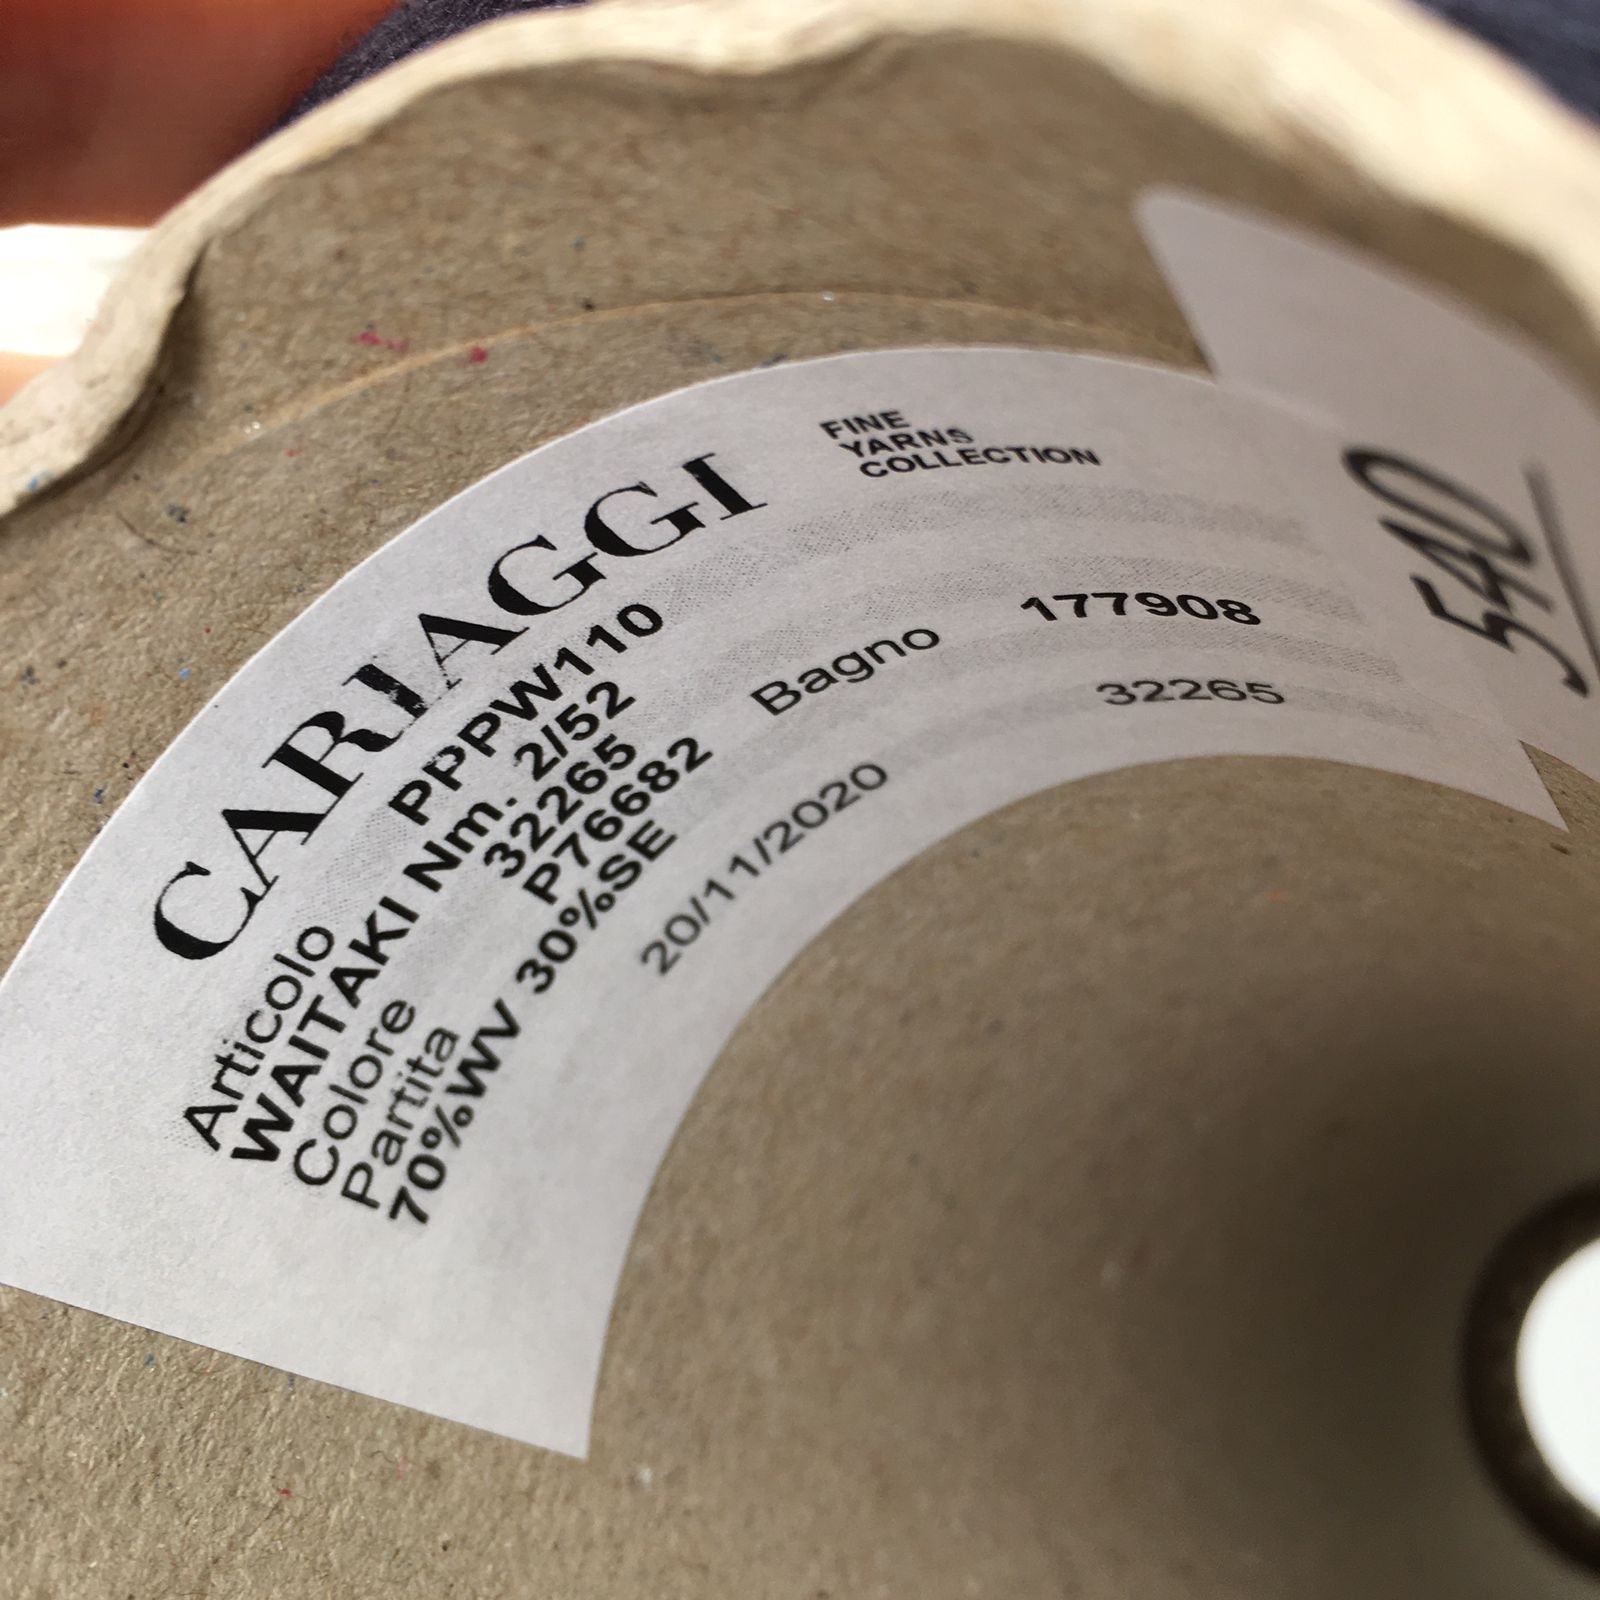 CARIAGGI
FINE
YARNS
COLLECTION
Articolo PPPW110
WAITAKI Nm. 2/52
Colore 32265
Partita P76682 Bagno 177908
70%WV 30%SE
20/11/2020 32265
540